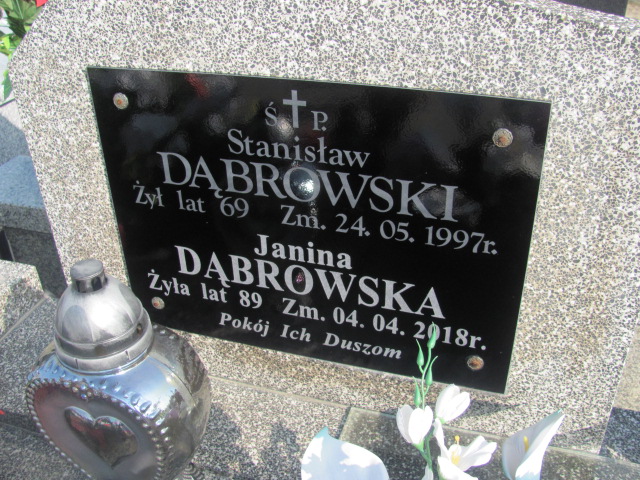 Ś P.
Stanisław
DĄBROWSKI
Żył lat 69 Zm. 24. 05. 1997r.
Janina
DĄBROWSKA
Żyła lat 89 Zm. 04. 04. 2018r.
Pokój Ich Duszom